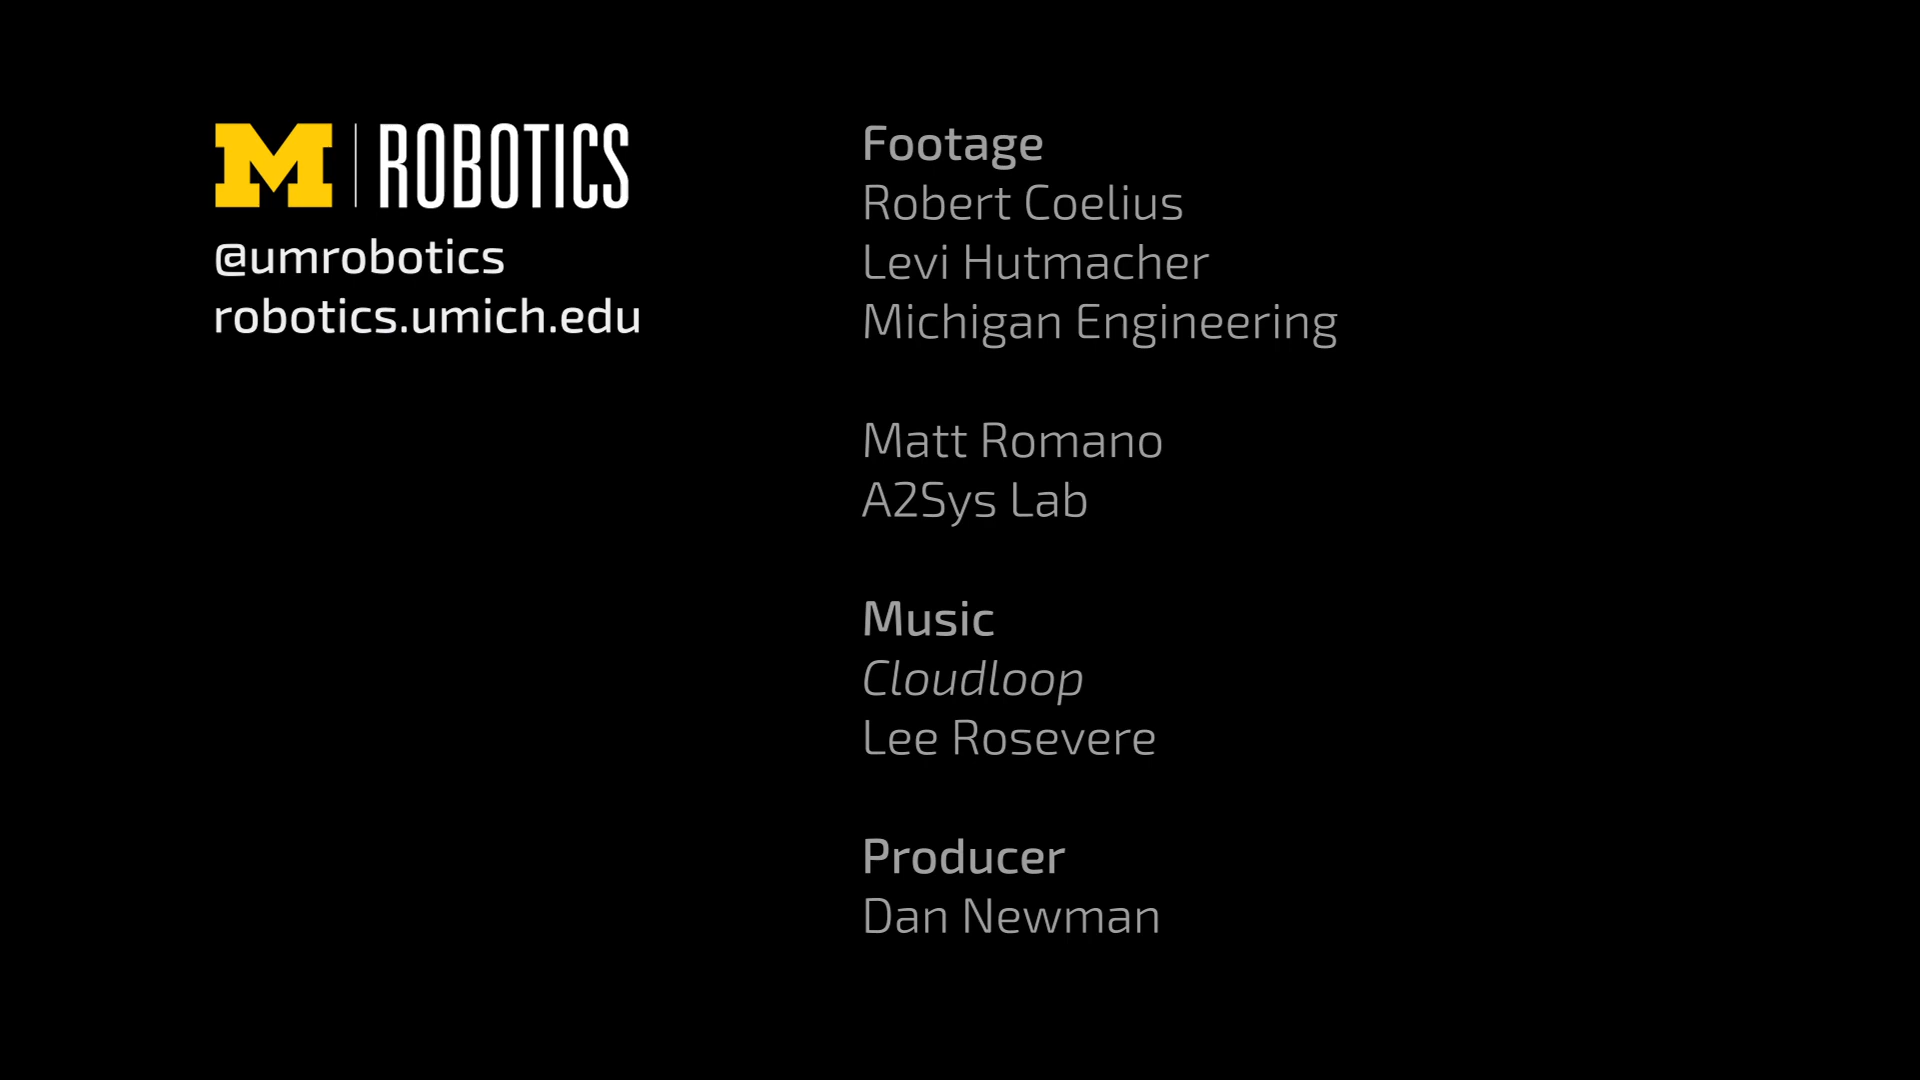 M | ROBOTICS
@umrobotics
robotics.umich.edu
Footage
Robert Coelius
Levi Hutmacher
Michigan Engineering
Matt Romano
A2Sys Lab
Music
Cloudloop
Lee Rosevere
Producer
Dan Newman